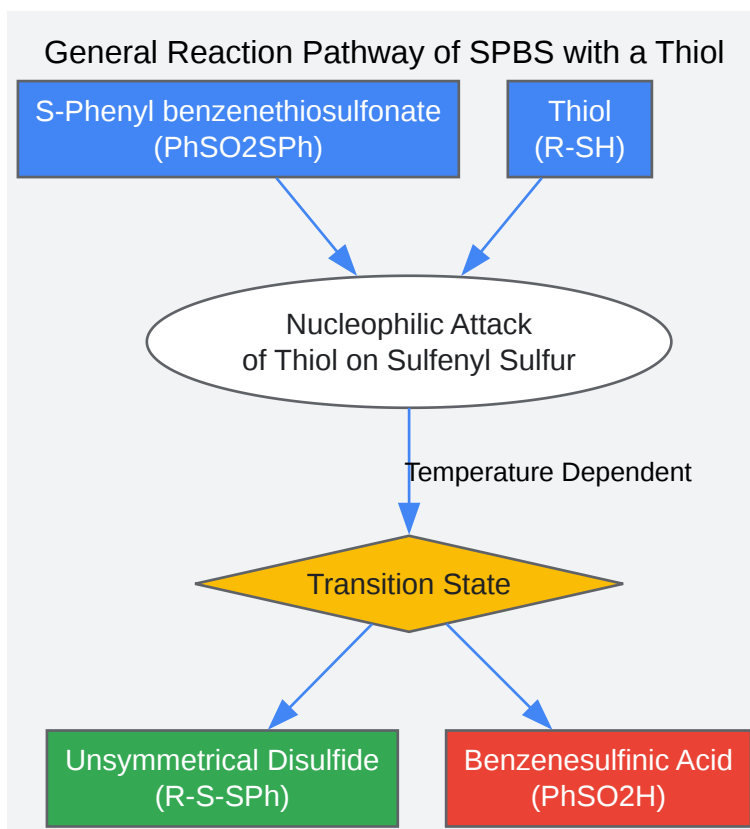 General Reaction Pathway of SPBS with a Thiol
S-Phenyl benzenethiosulfonate
(PhSO2SPh)
Thiol
(R-SH)
Nucleophilic Attack
of Thiol on Sulfenyl Sulfur
Temperature Dependent
Transition State
Unsymmetrical Disulfide
(R-S-SPh)
Benzenesulfinic Acid
(PhSO2H)